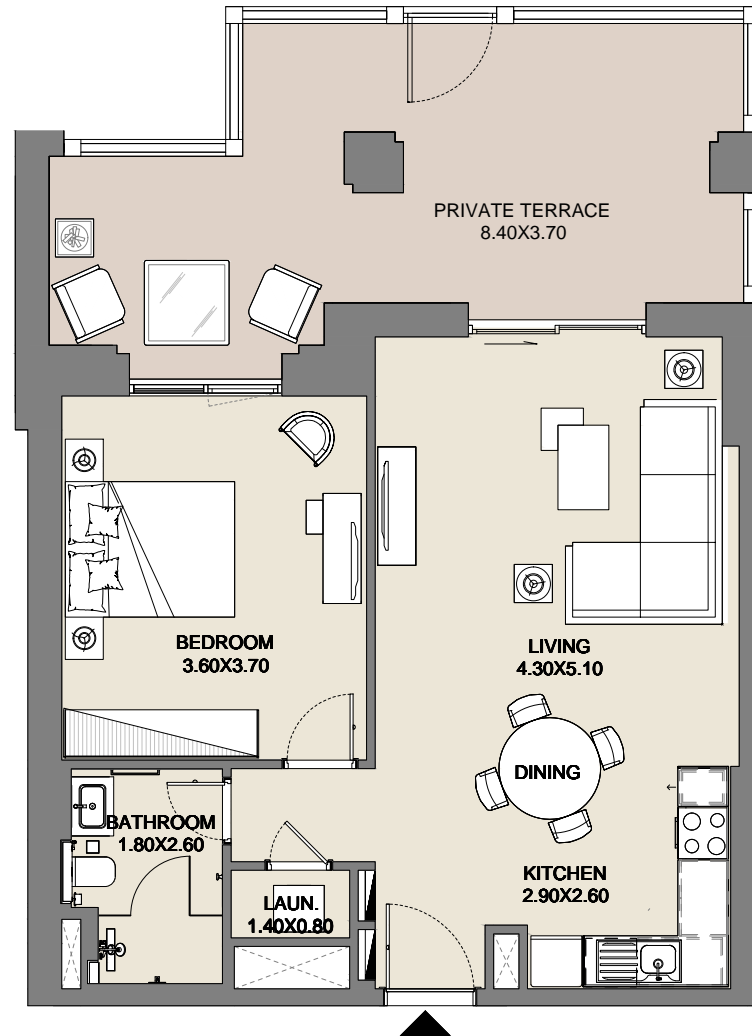 PRIVATE TERRACE
8.40X3.70
BEDROOM
3.60X3.70
LIVING
4.30X5.10
DINING
BATHROOM
1.80X2.60
KITCHEN
2.90X2.60
LAUN.
1.40X0.80